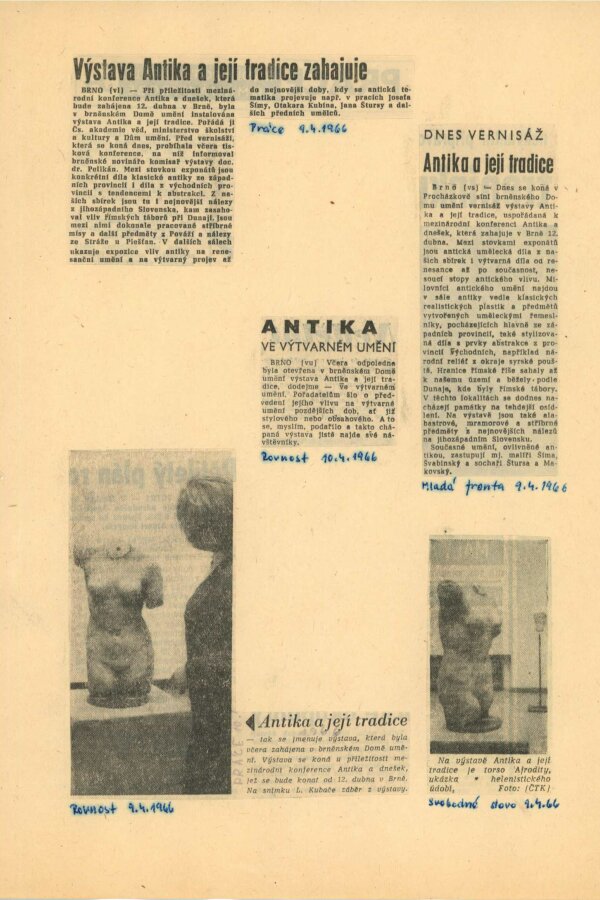 Výstava Antika a její tradice zahajuje
BRNO (vl) — Při příležitosti meziná-
rodní konference Antika a dnešek, která
bude zahájena 12. dubna v Brně, byla
v brněnském Domě umění instalována
výstava Antika a její tradice. Pořádá ji
Čs. akademie věd, ministerstvo školství
a kultury a Dům umění. Před vernisáží,
která se koná dnes, probíhala včera tis-
ková konference, na níž informoval
brněnské novináře komisař výstavy doc.
dr. Pelikán. Mezi stovkou exponátů jsou
konkrétní díla klasické antiky ze západ-
ních provincií i díla z východních pro-
vincií s tendencemi k abstrakci. Z na-
šich sbírek jsou tu i nejnovější nálezy
z jihozápadního Slovenska, kam zasaho-
val vliv římských táborů při Dunaji. Jsou
mezi nimi dokonale pracované stříbrné
mísy a další předměty z Pováží a nálezy
ze Stráže u Piešťan. V dalších sálech
ukazuje expozice vliv antiky na rene-
sanční umění a na výtvarný projev až
do nejnovější doby, kdy se antická te-
matika projevuje např. v pracích Josefa
Šímy, Otakara Kubína, Jana Štursy a dal-
ších předních umělců.
Práce 9.4.1966
DNES VERNISÁŽ
Antika a její tradice
Brno (vs) — Dnes se koná v
Procházkově síni brněnského Do-
mu umění vernisáž výstavy Anti-
ka a její tradice, uspořádaná k
mezinárodní konferenci Antika a
dnešek, která zahajuje v Brně 12.
dubna. Mezi stovkami exponátů
jsou antická umělecká díla z na-
šich sbírek i výtvarná díla od re-
nesance až po současnost, ne-
soucí stopy antického vlivu. Mi-
lovníci antického umění najdou
v sále antiky vedle klasických
realistických plastik a předmětů
vytvořených uměleckými řemesl-
níky, pocházejících hlavně ze zá-
padních provincií, také stylizova-
ná díla s prvky abstrakce z pro-
vincií východních, například ná-
rodní reliéf z okraje syrské pouš-
tě. Hranice římské říše sahaly až
k našemu území a běžely podle
Dunaje, kde byly římské tábory.
V těchto lokalitách se dodnes na-
cházejí památky na tehdejší osíd-
lení. Na výstavě jsou také ala-
bastrové, mramorové a stříbrné
předměty z nejnovějších nálezů
na jihozápadním Slovensku.
Současné umění, ovlivněné an-
tikou, zastupují mj. malíři Šíma,
Švabinský a sochaři Štursa a Ma-
kovský.
Mladá fronta 9.4.1966
ANTIKA
VE VÝTVARNÉM UMĚNÍ
BRNO (vu) Včera odpoledne
byla otevřena v brněnském Domě
umění výstava Antika a její tra-
dice, dodejme — Ve výtvarném
umění. Pořadatelům šlo o před-
vedení jejího vlivu na výtvarné
umění pozdějších dob, ať již
stylového nebo obsahového. A to
se, myslím, podařilo a takto chá-
paná výstava jistě najde své ná-
vštěvníky.
Rovnost 10.4.1966
Antika a její tradice
— tak se jmenuje výstava, která byla
včera zahájena v brněnském Domě umě-
ní. Výstava se koná u příležitosti me-
zinárodní konference Antika a dnešek,
jež se bude konat od 12. dubna v Brně.
Na snímku L. Kubače záběr z výstavy.
Rovnost 9.4.1966
Na výstavě Antika a její
tradice je torso Afrodity,
ukázka helenistického
údobí. Foto: (ČTK)
Svobodné slovo 9.4.66